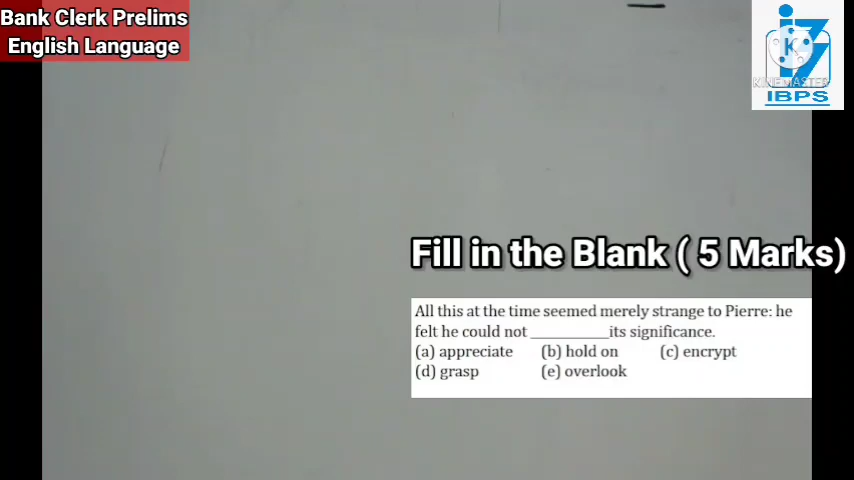 Bank Clerk Prelims
English Language
KINEMASTER
IBPS
Fill in the Blank ( 5 Marks)
All this at the time seemed merely strange to Pierre: he
felt he could not _________its significance.
(a) appreciate (b) hold on (c) encrypt
(d) grasp (e) overlook